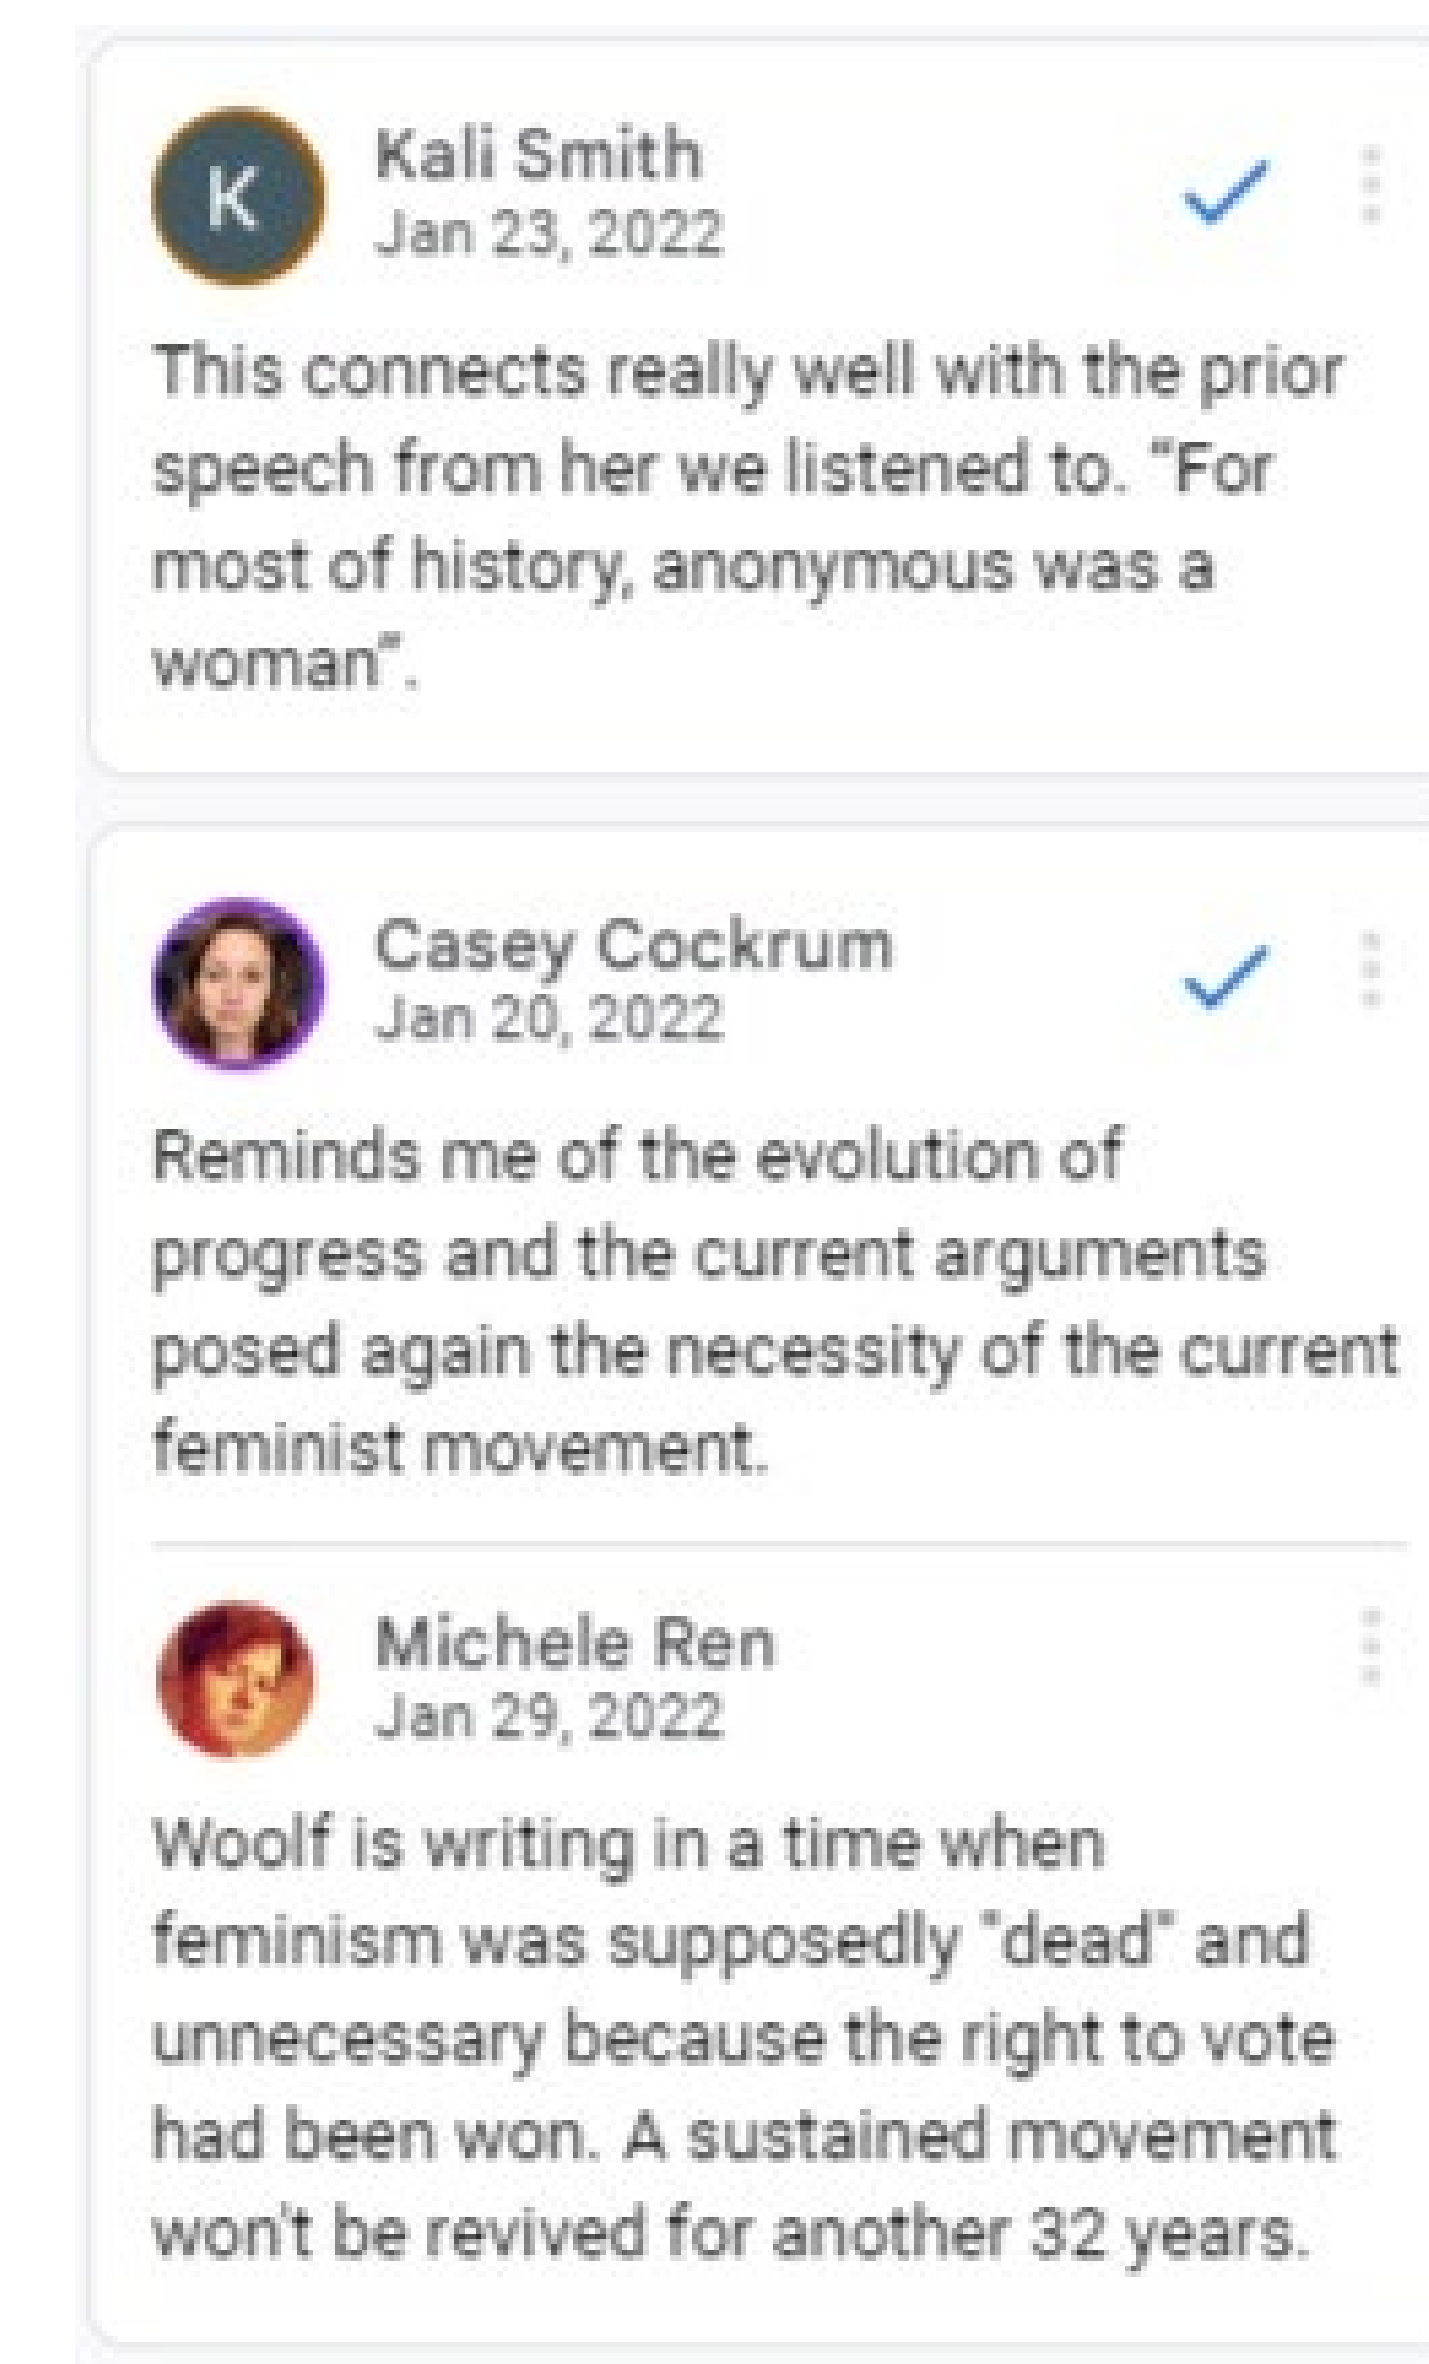 K
Kali Smith
Jan 23, 2022
This connects really well with the prior
speech from her we listened to. “For
most of history, anonymous was a
woman”.
Casey Cockrum
Jan 20, 2022
Reminds me of the evolution of
progress and the current arguments
posed again the necessity of the current
feminist movement.
Michele Ren
Jan 29, 2022
Woolf is writing in a time when
feminism was supposedly "dead" and
unnecessary because the right to vote
had been won. A sustained movement
won't be revived for another 32 years.